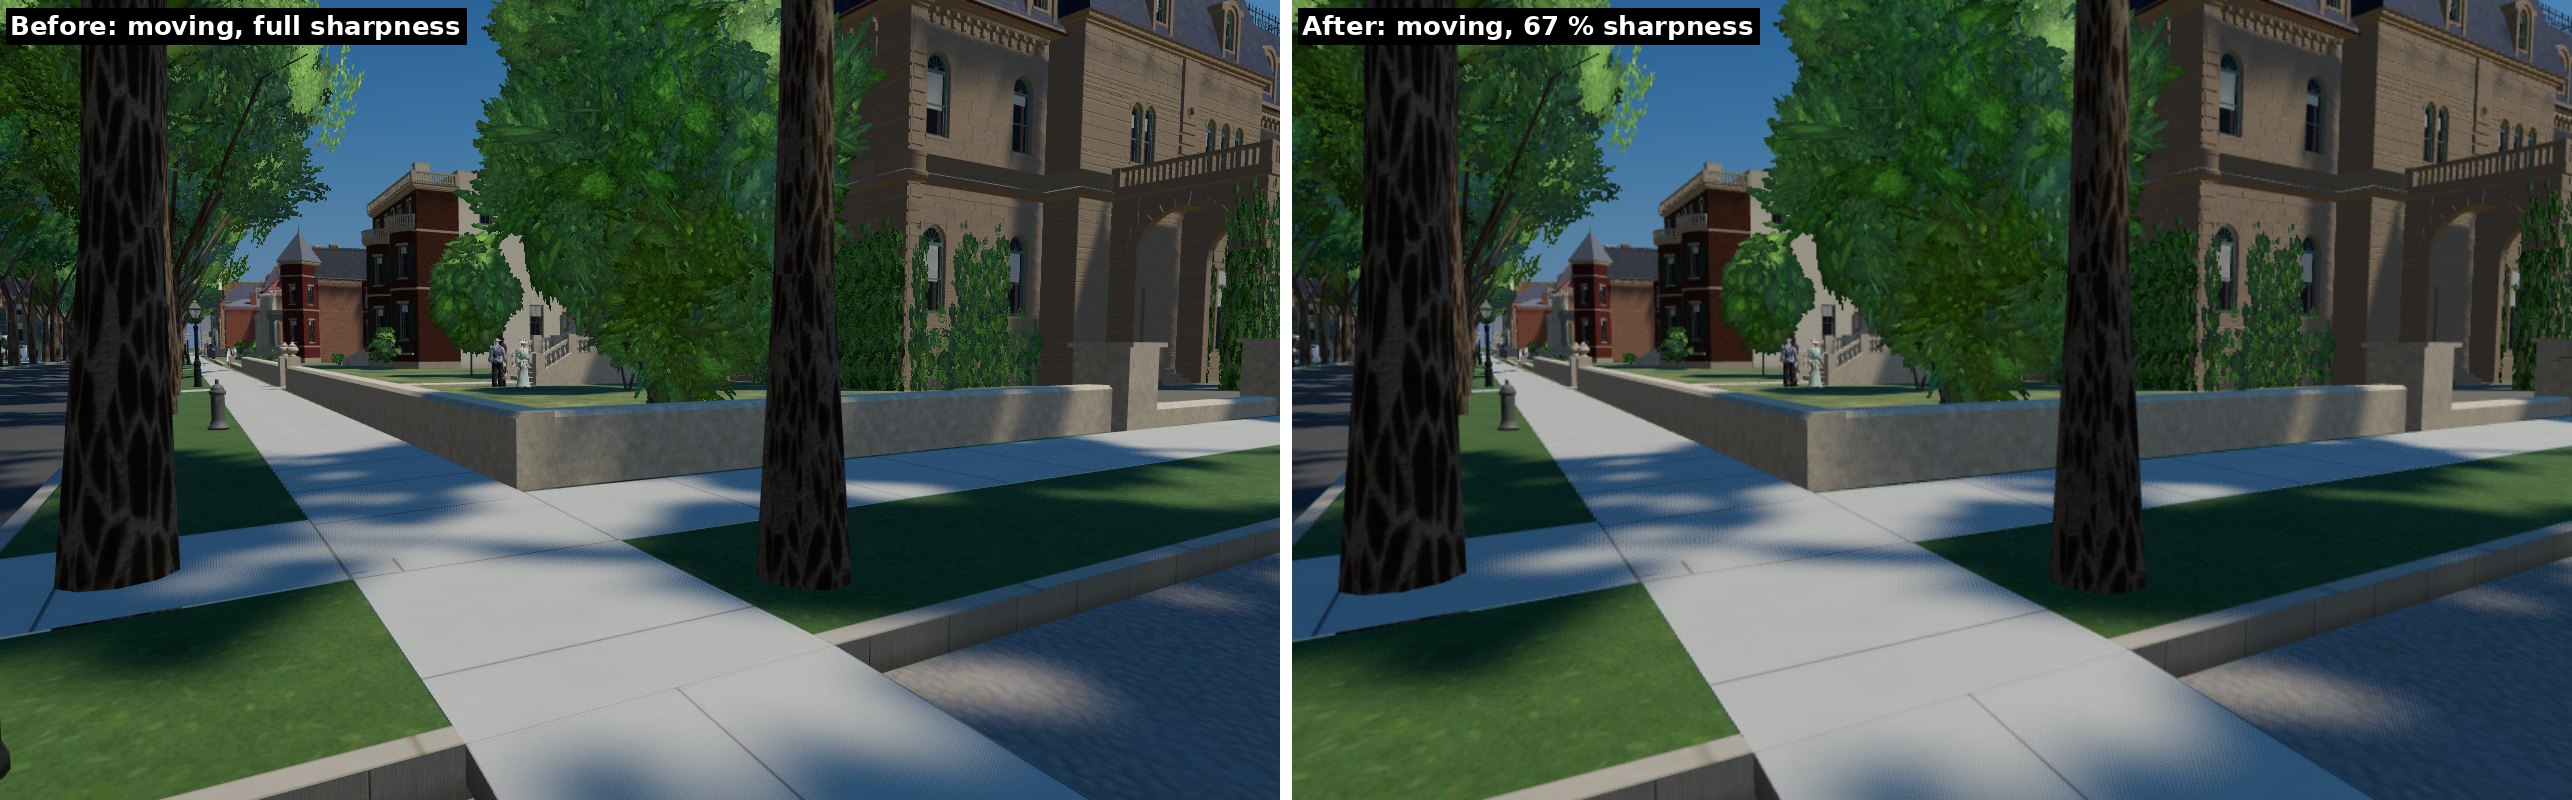 Before: moving, full sharpness
After: moving, 67 % sharpness